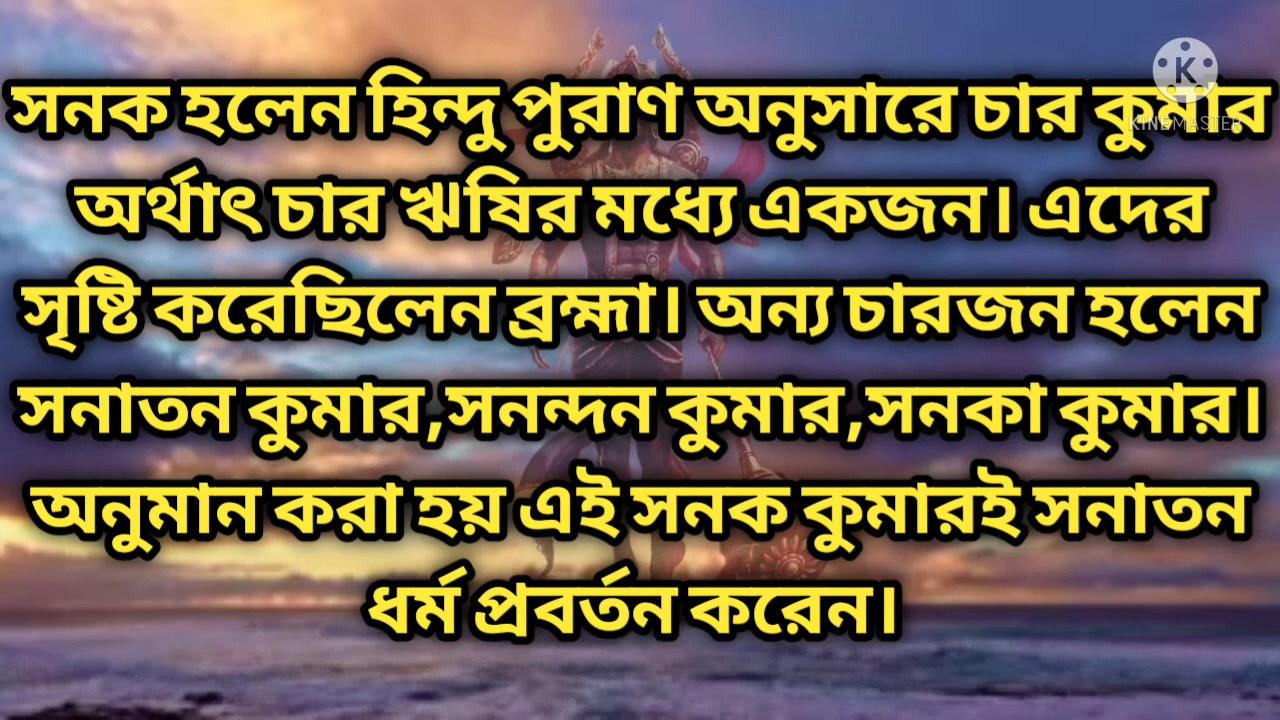 সনক হলেন হিন্দু পুরাণ অনুসারে চার কুমার
অর্থাৎ চার ঋষির মধ্যে একজন। এদের
সৃষ্টি করেছিলেন ব্রহ্মা। অন্য চারজন হলেন
সনাতন কুমার,সনন্দন কুমার,সনকা কুমার।
অনুমান করা হয় এই সনক কুমারই সনাতন
ধর্ম প্রবর্তন করেন।
K
KINEMASTER